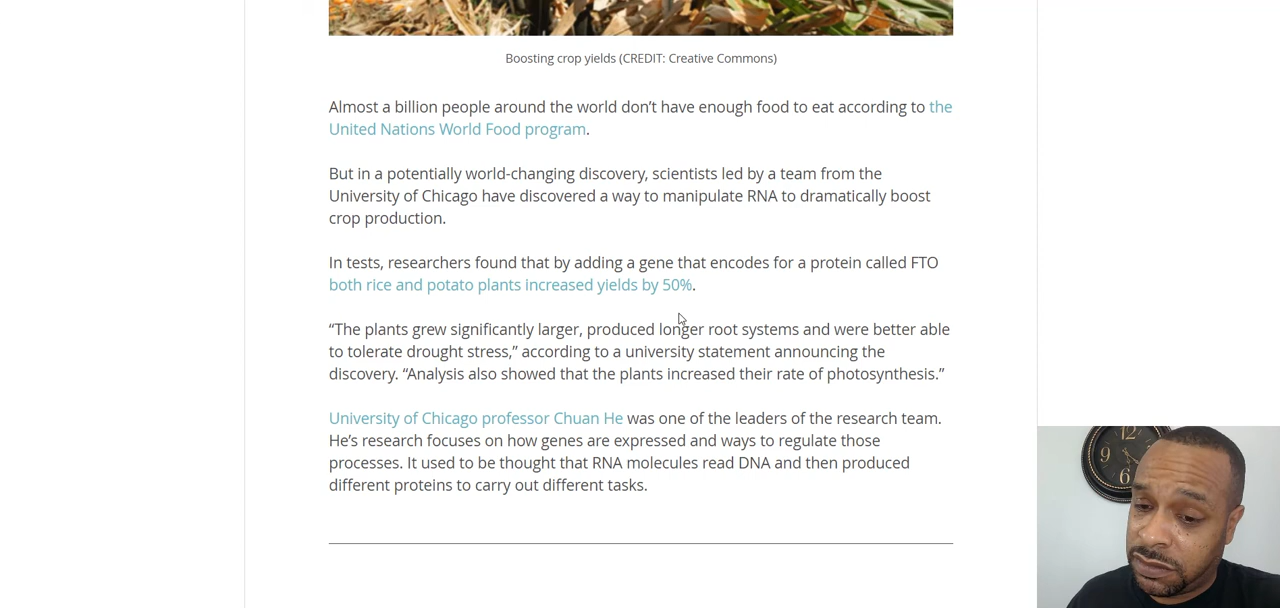 Boosting crop yields (CREDIT: Creative Commons)
Almost a billion people around the world don’t have enough food to eat according to the
United Nations World Food program.
But in a potentially world-changing discovery, scientists led by a team from the
University of Chicago have discovered a way to manipulate RNA to dramatically boost
crop production.
In tests, researchers found that by adding a gene that encodes for a protein called FTO
both rice and potato plants increased yields by 50%.
“The plants grew significantly larger, produced longer root systems and were better able
to tolerate drought stress,” according to a university statement announcing the
discovery. “Analysis also showed that the plants increased their rate of photosynthesis.”
University of Chicago professor Chuan He was one of the leaders of the research team.
He’s research focuses on how genes are expressed and ways to regulate those
processes. It used to be thought that RNA molecules read DNA and then produced
different proteins to carry out different tasks.
12
9
6